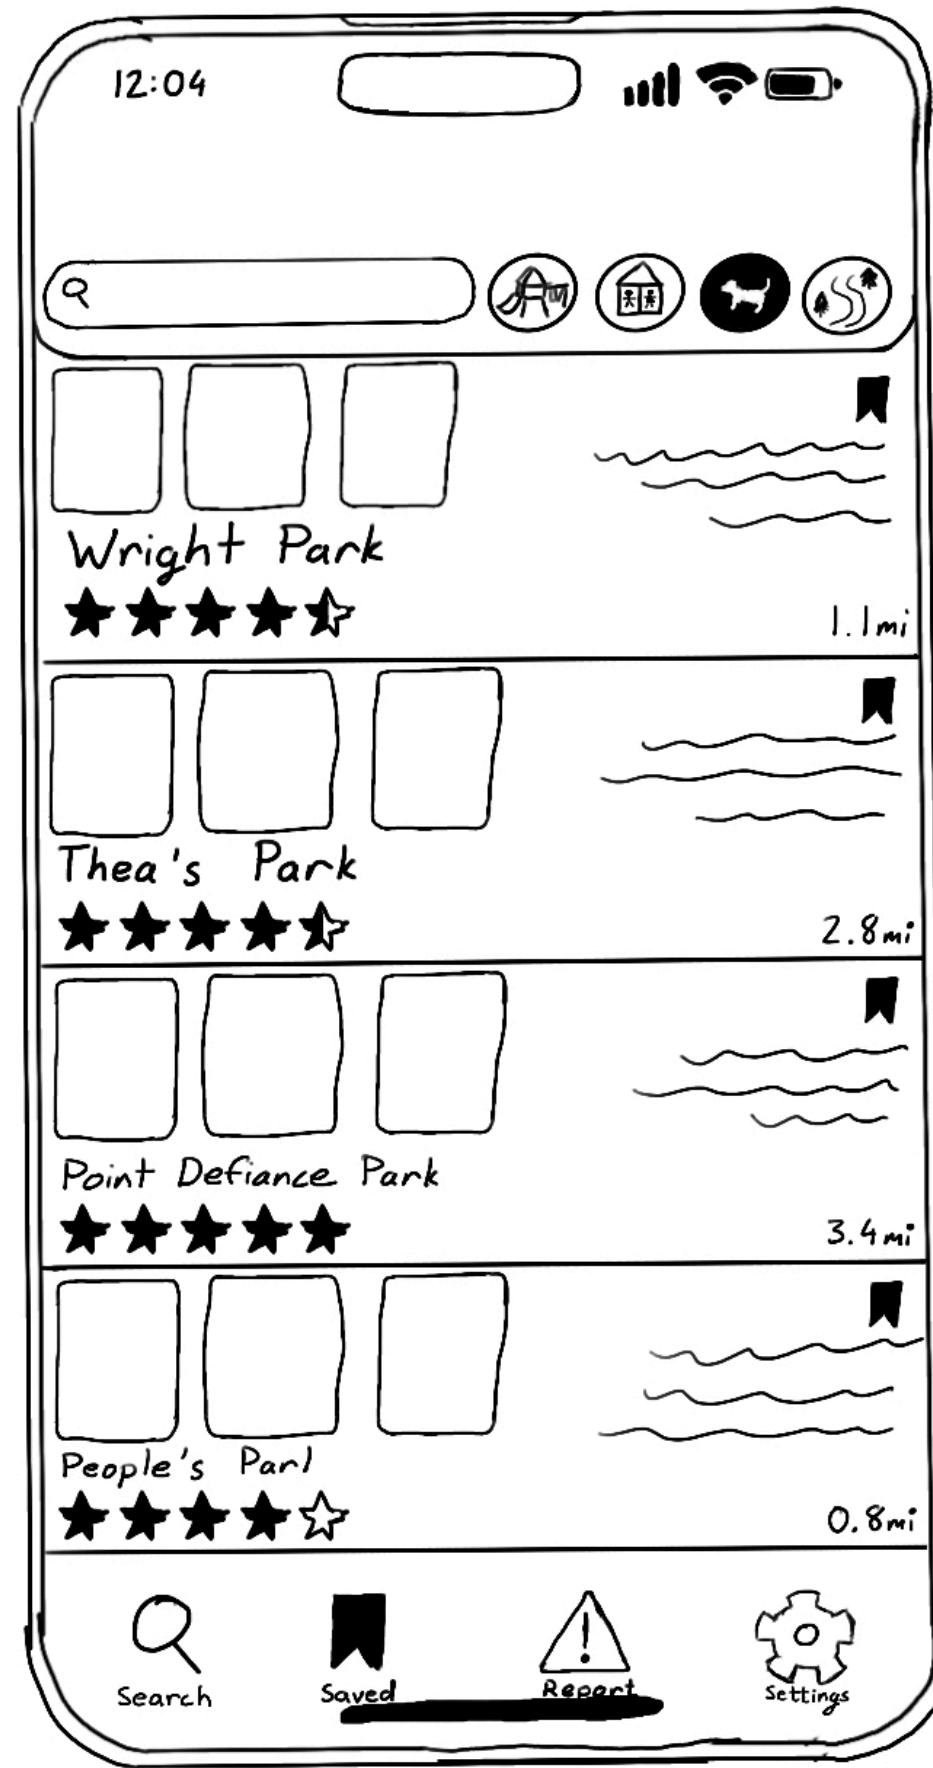 12:04
Wright Park
1.1mi
Thea's Park
2.8mi
Point Defiance Park
3.4mi
People's Parl
0.8mi
Search
Saved
Report
Settings